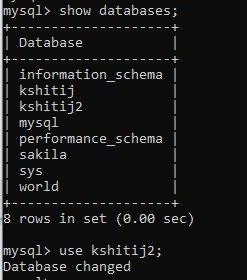 mysql> show databases;
+--------------------+
| Database           |
+--------------------+
| information_schema |
| kshitij            |
| kshitij2           |
| mysql              |
| performance_schema |
| sakila             |
| sys                |
| world              |
+--------------------+
8 rows in set (0.00 sec)
mysql> use kshitij2;
Database changed